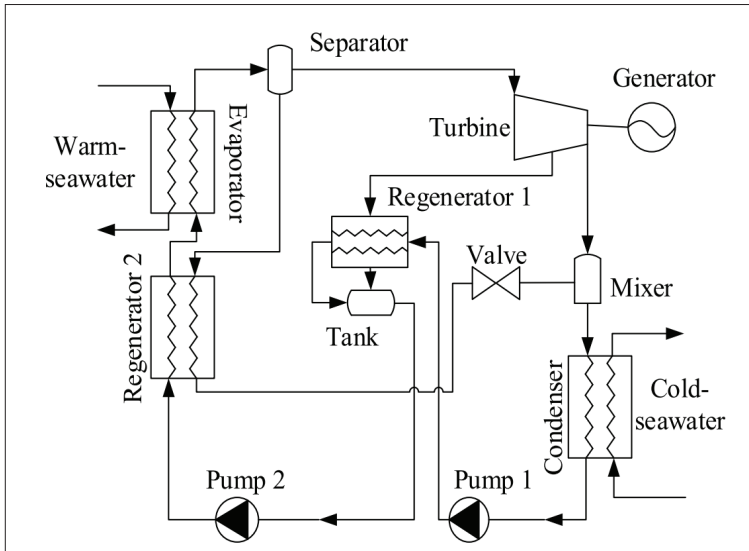 Separator
Generator
Turbine
Evaporator
Warm-
seawater
Regenerator 1
Valve
Mixer
Regenerator 2
Tank
Condenser
Cold-
seawater
Pump 2
Pump 1